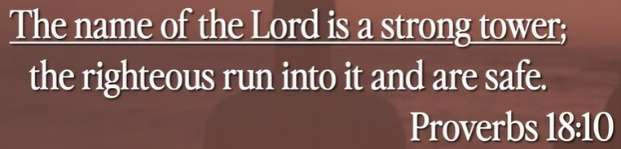 The name of the Lord is a strong tower;
the righteous run into it and are safe.
Proverbs 18:10